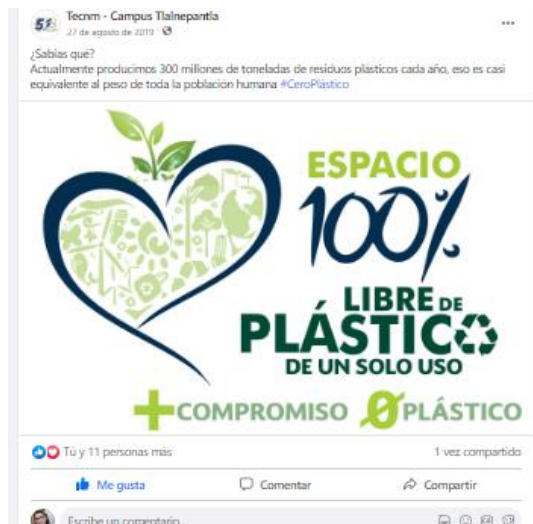 Tecnm - Campus Tlalnepantla
27 de agosto de 2019
¿Sabías qué?
Actualmente producimos 300 millones de toneladas de residuos plásticos cada año, eso es casi
equivalente al peso de toda la población humana #CeroPlástico
ESPACIO
100%
LIBRE DE
PLÁSTICO
DE UN SOLO USO
+COMPROMISO 0 PLÁSTICO
Tú y 11 personas más
1 vez compartido
Me gusta
Comentar
Compartir
Escribe un comentario...